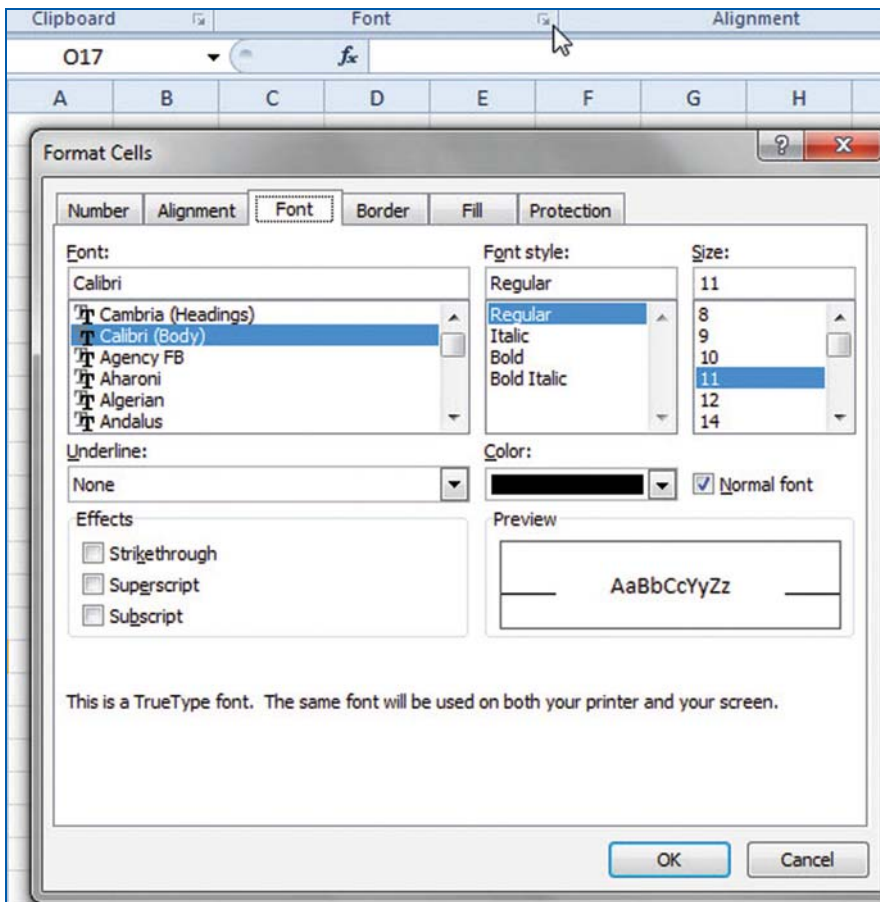 Clipboard Font Alignment
O17 fx
A B C D E F G H
Format Cells
Number Alignment Font Border Fill Protection
Font: Font style: Size:
Calibri Regular 11
Cambria (Headings) Regular 8
Calibri (Body) Italic 9
Agency FB Bold 10
Aharoni Bold Italic 11
Algerian 12
Andalus 14
Underline: Color:
None Normal font
Effects Preview
Strikethrough
Superscript AaBbCcYyZz
Subscript
This is a TrueType font. The same font will be used on both your printer and your screen.
OK Cancel